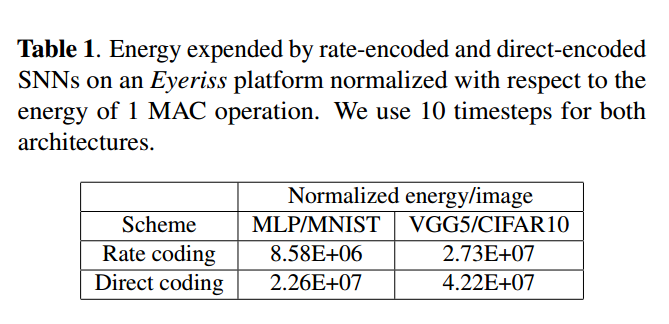 Table 1. Energy expended by rate-encoded and direct-encoded
SNNs on an Eyeriss platform normalized with respect to the
energy of 1 MAC operation. We use 10 timesteps for both
architectures.
Normalized energy/image
Scheme MLP/MNIST VGG5/CIFAR10
Rate coding 8.58E+06 2.73E+07
Direct coding 2.26E+07 4.22E+07